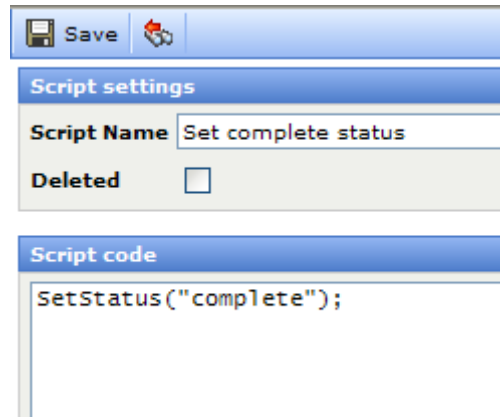 Save
Script settings
Script Name Set complete status
Deleted
Script code
SetStatus("complete");